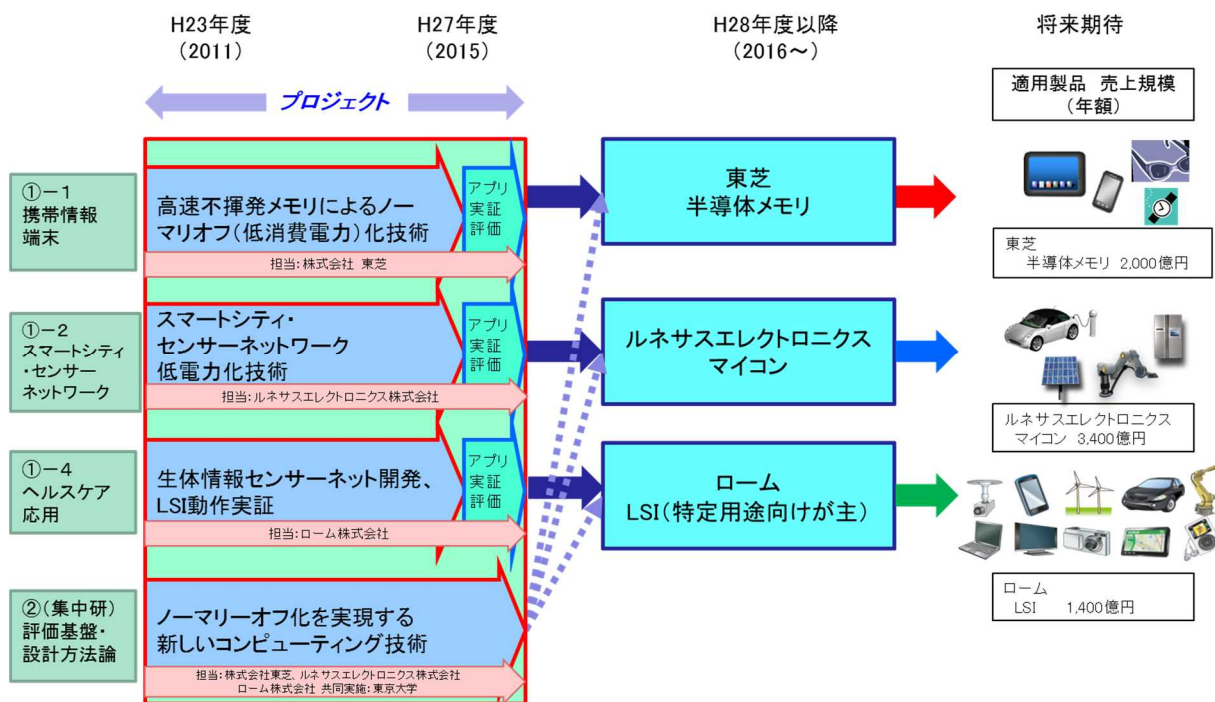 H23年度
(2011)
H27年度
(2015)
H28年度以降
(2016～)
将来期待
プロジェクト
適用製品 売上規模
(年額)
①－1
携帯情報
端末
高速不揮発メモリによるノー
マリオフ(低消費電力)化技術
アプリ
実証
評価
担当：株式会社 東芝
東芝
半導体メモリ
東芝
半導体メモリ 2,000億円
①－2
スマートシティ
・センサー
ネットワーク
スマートシティ・
センサーネットワーク
低電力化技術
アプリ
実証
評価
担当：ルネサスエレクトロニクス株式会社
ルネサスエレクトロニクス
マイコン
ルネサスエレクトロニクス
マイコン 3,400億円
①－4
ヘルスケア
応用
生体情報センサーネット開発、
LSI動作実証
アプリ
実証
評価
担当：ローム株式会社
ローム
LSI(特定用途向けが主)
ローム
LSI 1,400億円
②(集中研)
評価基盤・
設計方法論
ノーマリーオフ化を実現する
新しいコンピューティング技術
担当：株式会社東芝、ルネサスエレクトロニクス株式会社
ローム株式会社 共同実施：東京大学